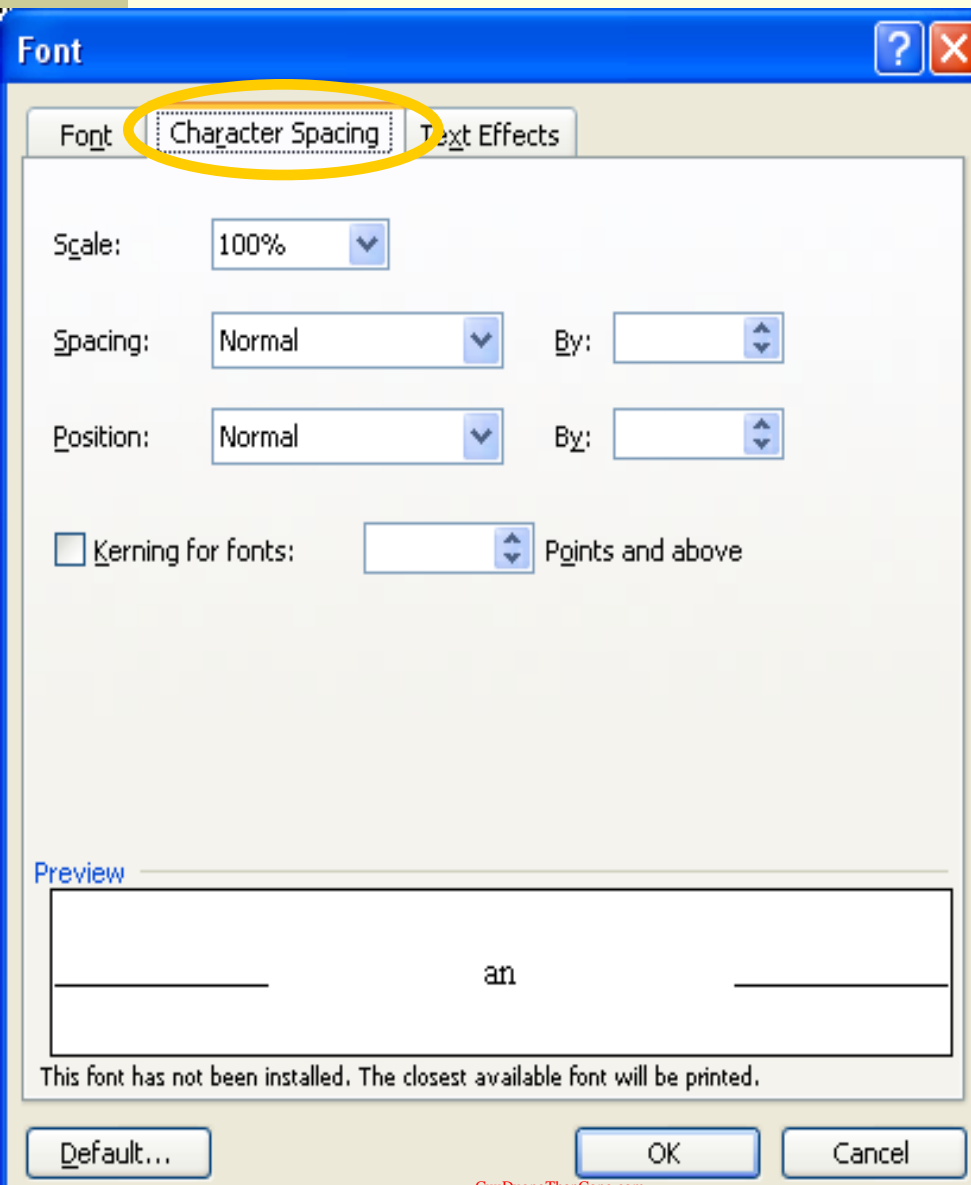 Font
Font Character Spacing Text Effects
Scale: 100%
Spacing: Normal By:
Position: Normal By:
Kerning for fonts: Points and above
Preview
an
This font has not been installed. The closest available font will be printed.
Default... OK Cancel